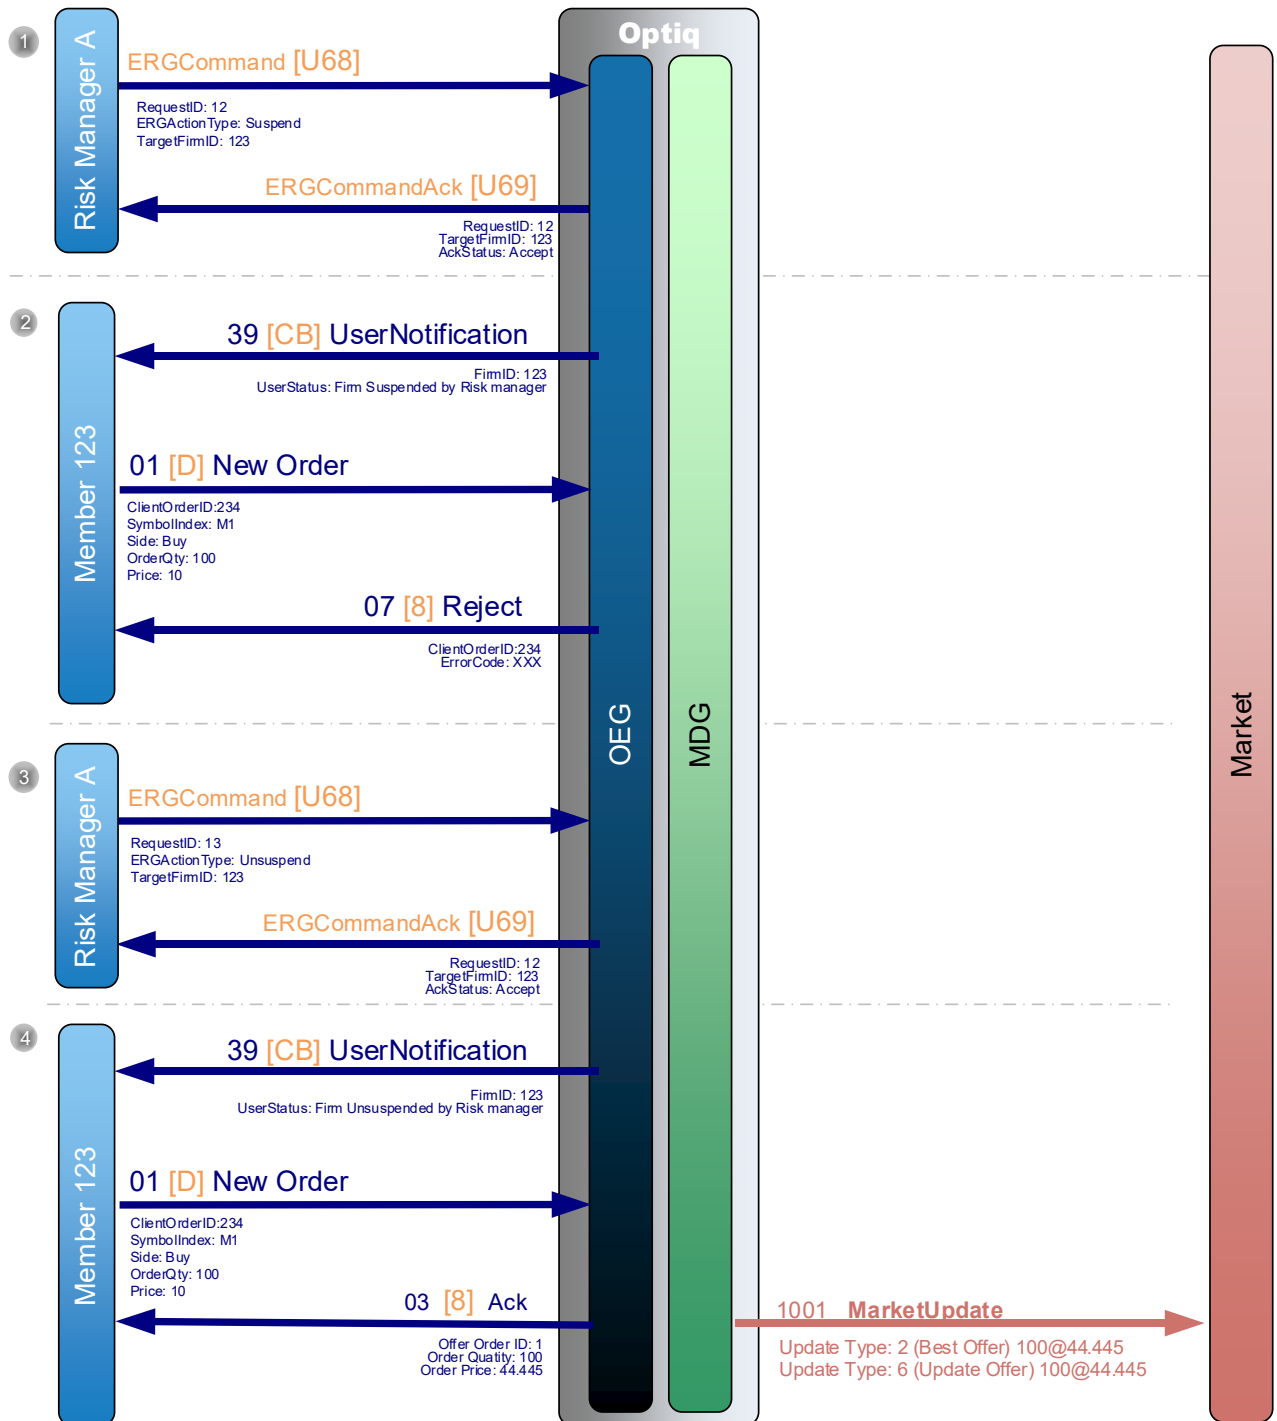 Optiq
1
Risk Manager A
ERGCommand [U68]
RequestID: 12
ERGActionType: Suspend
TargetFirmID: 123
ERGCommandAck [U69]
RequestID: 12
TargetFirmID: 123
AckStatus: Accept
2
Member 123
39 [CB] UserNotification
FirmID: 123
UserStatus: Firm Suspended by Risk manager
01 [D] New Order
ClientOrderID:234
SymbolIndex: M1
Side: Buy
OrderQty: 100
Price: 10
07 [8] Reject
ClientOrderID:234
ErrorCode: XXX
OEG
MDG
Market
3
Risk Manager A
ERGCommand [U68]
RequestID: 13
ERGActionType: Unsuspend
TargetFirmID: 123
ERGCommandAck [U69]
RequestID: 12
TargetFirmID: 123
AckStatus: Accept
4
Member 123
39 [CB] UserNotification
FirmID: 123
UserStatus: Firm Unsuspended by Risk manager
01 [D] New Order
ClientOrderID:234
SymbolIndex: M1
Side: Buy
OrderQty: 100
Price: 10
03 [8] Ack
Offer Order ID: 1
Order Quatity: 100
Order Price: 44.445
1001 MarketUpdate
Update Type: 2 (Best Offer) 100@44.445
Update Type: 6 (Update Offer) 100@44.445